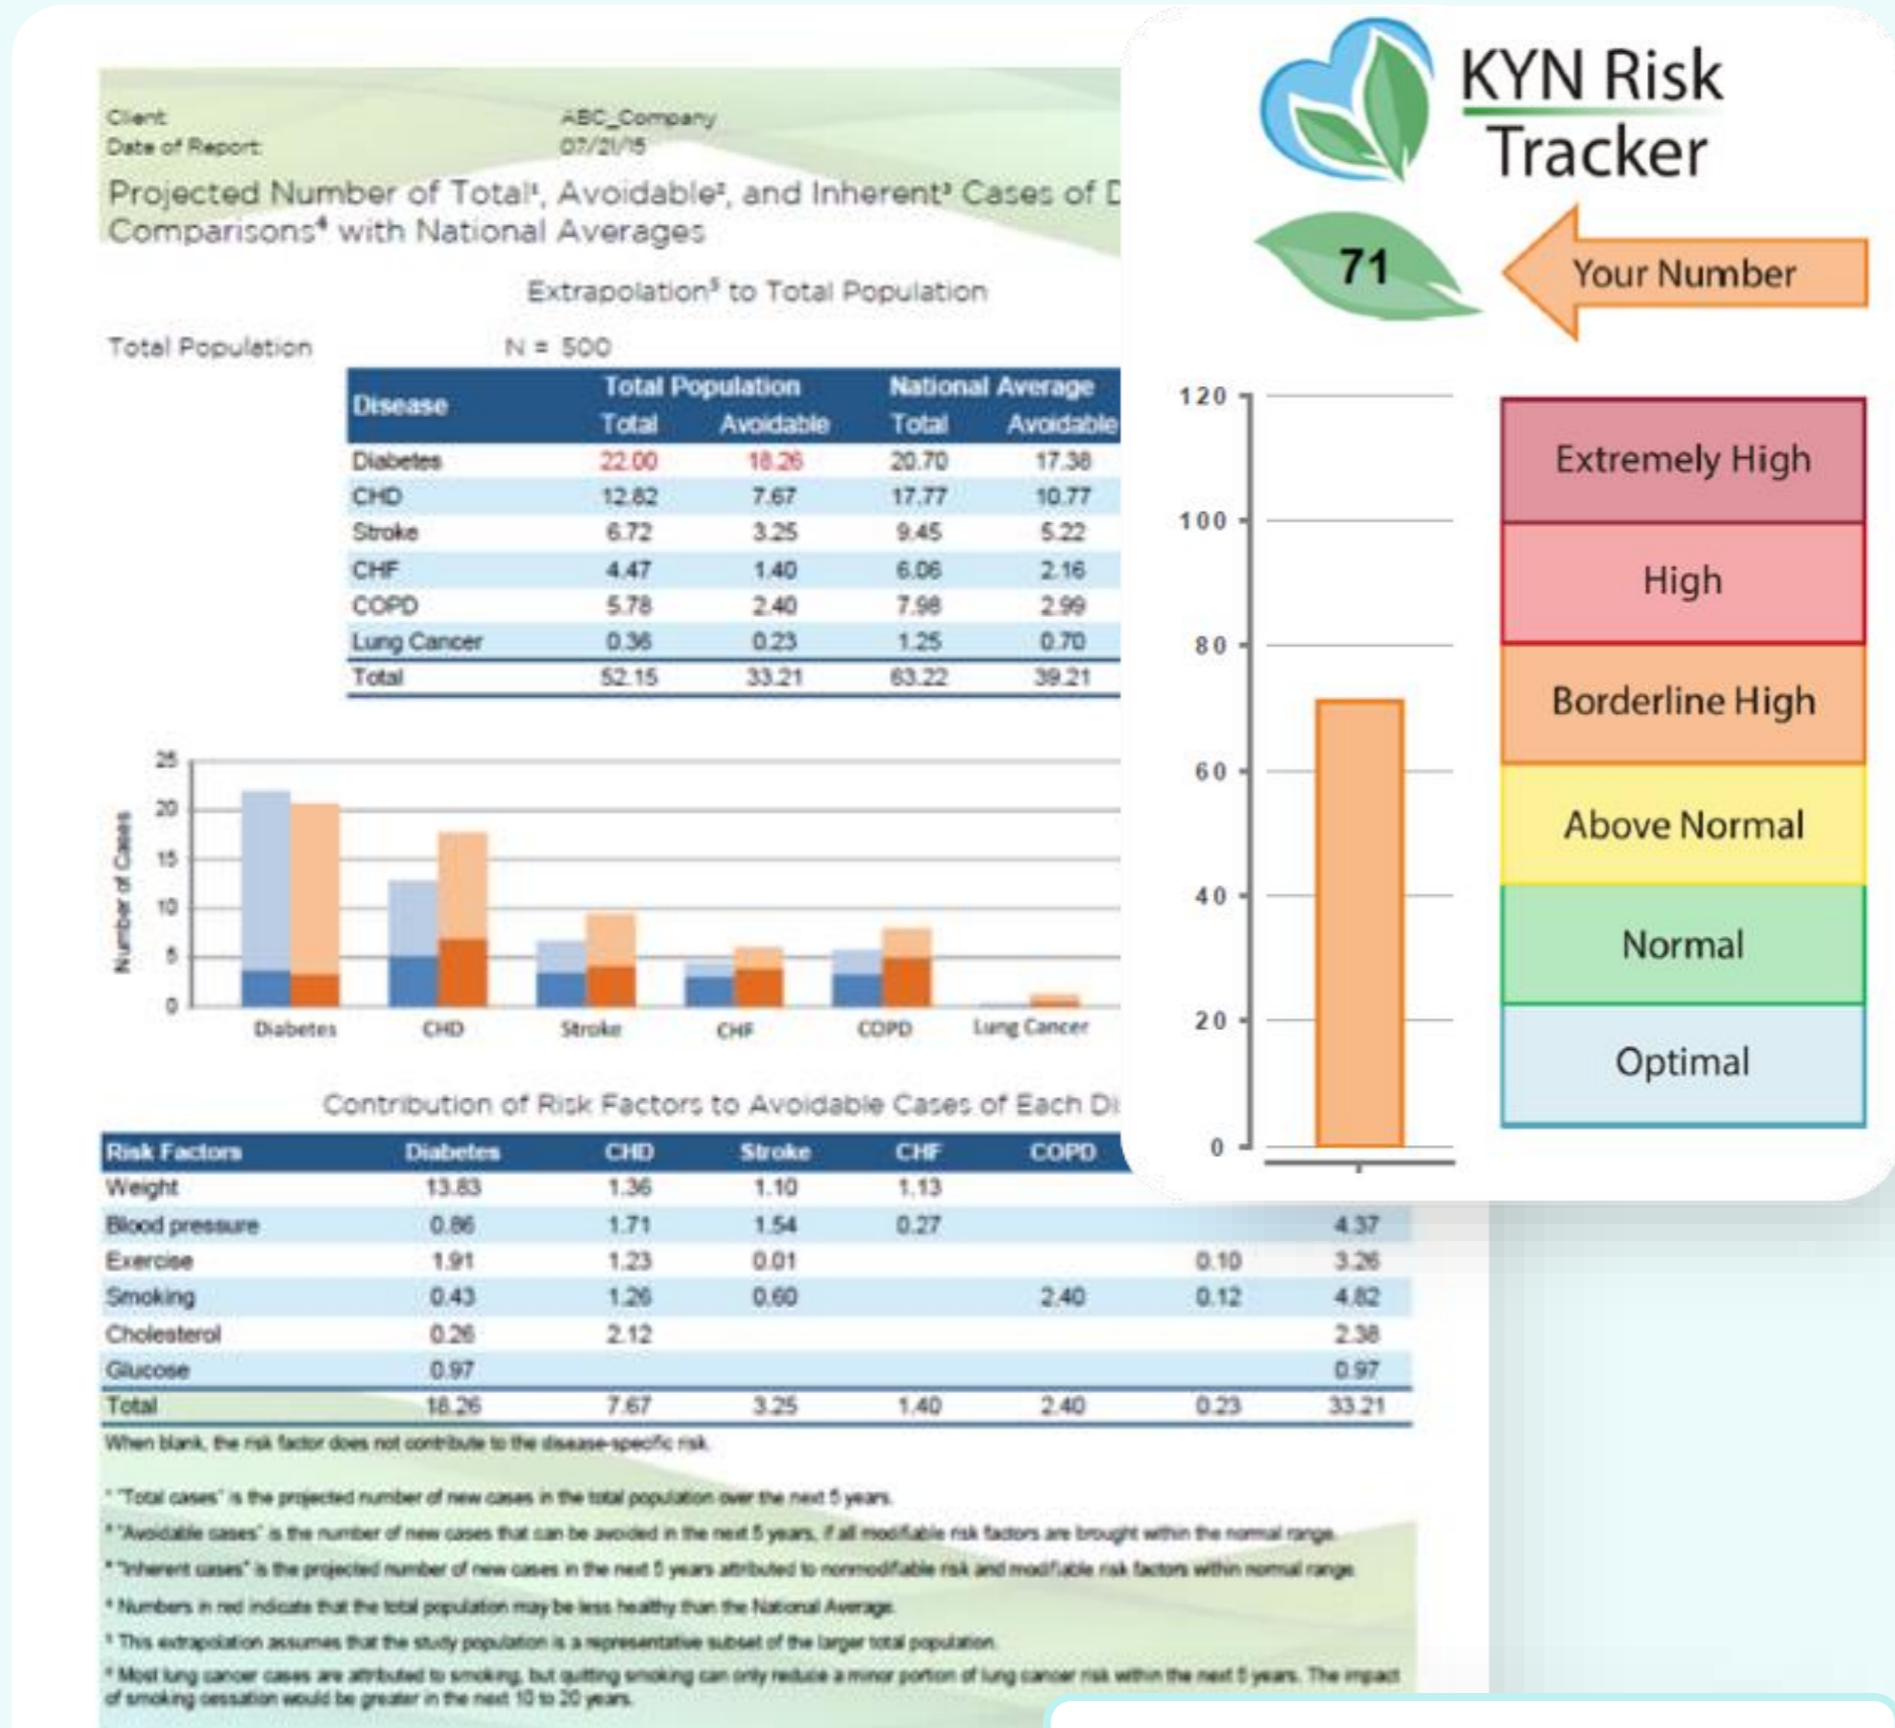 Client: ABC_Company
Date of Report: 07/21/15
Projected Number of Total¹, Avoidable², and Inherent³ Cases of D
Comparisons⁴ with National Averages
Extrapolation⁵ to Total Population
Total Population N = 500
Disease Total Population National Average
Total Avoidable Total Avoidable
Diabetes 22.00 18.26 20.70 17.38
CHD 12.82 7.67 17.77 10.77
Stroke 6.72 3.25 9.45 5.22
CHF 4.47 1.40 6.06 2.16
COPD 5.78 2.40 7.98 2.99
Lung Cancer 0.36 0.23 1.25 0.70
Total 52.15 33.21 63.22 39.21
Number of Cases
25
20
15
10
5
0
Diabetes CHD Stroke CHF COPD Lung Cancer
Contribution of Risk Factors to Avoidable Cases of Each Di
Risk Factors Diabetes CHD Stroke CHF COPD
Weight 13.83 1.36 1.10 1.13
Blood pressure 0.86 1.71 1.54 0.27 4.37
Exercise 1.91 1.23 0.01 0.10 3.26
Smoking 0.43 1.26 0.60 2.40 0.12 4.82
Cholesterol 0.26 2.12 2.38
Glucose 0.97 0.97
Total 18.26 7.67 3.25 1.40 2.40 0.23 33.21
When blank, the risk factor does not contribute to the disease-specific risk.
¹ "Total cases" is the projected number of new cases in the total population over the next 5 years.
² "Avoidable cases" is the number of new cases that can be avoided in the next 5 years, if all modifiable risk factors are brought within the normal range.
³ "Inherent cases" is the projected number of new cases in the next 5 years attributed to nonmodifiable risk and modifiable risk factors within normal range.
⁴ Numbers in red indicate that the total population may be less healthy than the National Average.
⁵ This extrapolation assumes that the study population is a representative subset of the larger total population.
⁶ Most lung cancer cases are attributed to smoking, but quitting smoking can only reduce a minor portion of lung cancer risk within the next 5 years. The impact
of smoking cessation would be greater in the next 10 to 20 years.
KYN Risk
Tracker
71 Your Number
120
100
80
60
40
20
0
Extremely High
High
Borderline High
Above Normal
Normal
Optimal